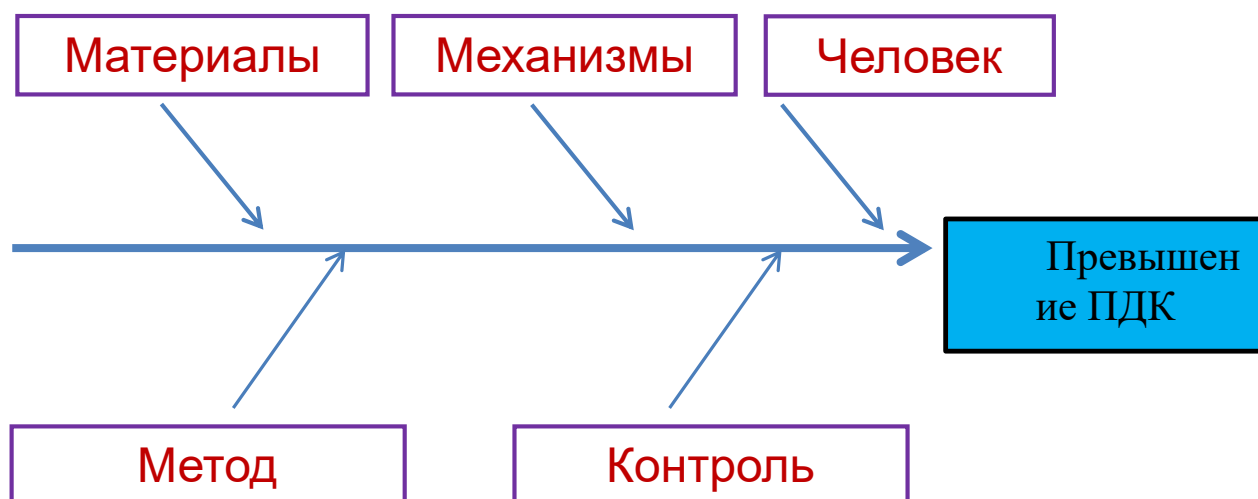 Материалы
Механизмы
Человек
Превышен
ие ПДК
Метод
Контроль